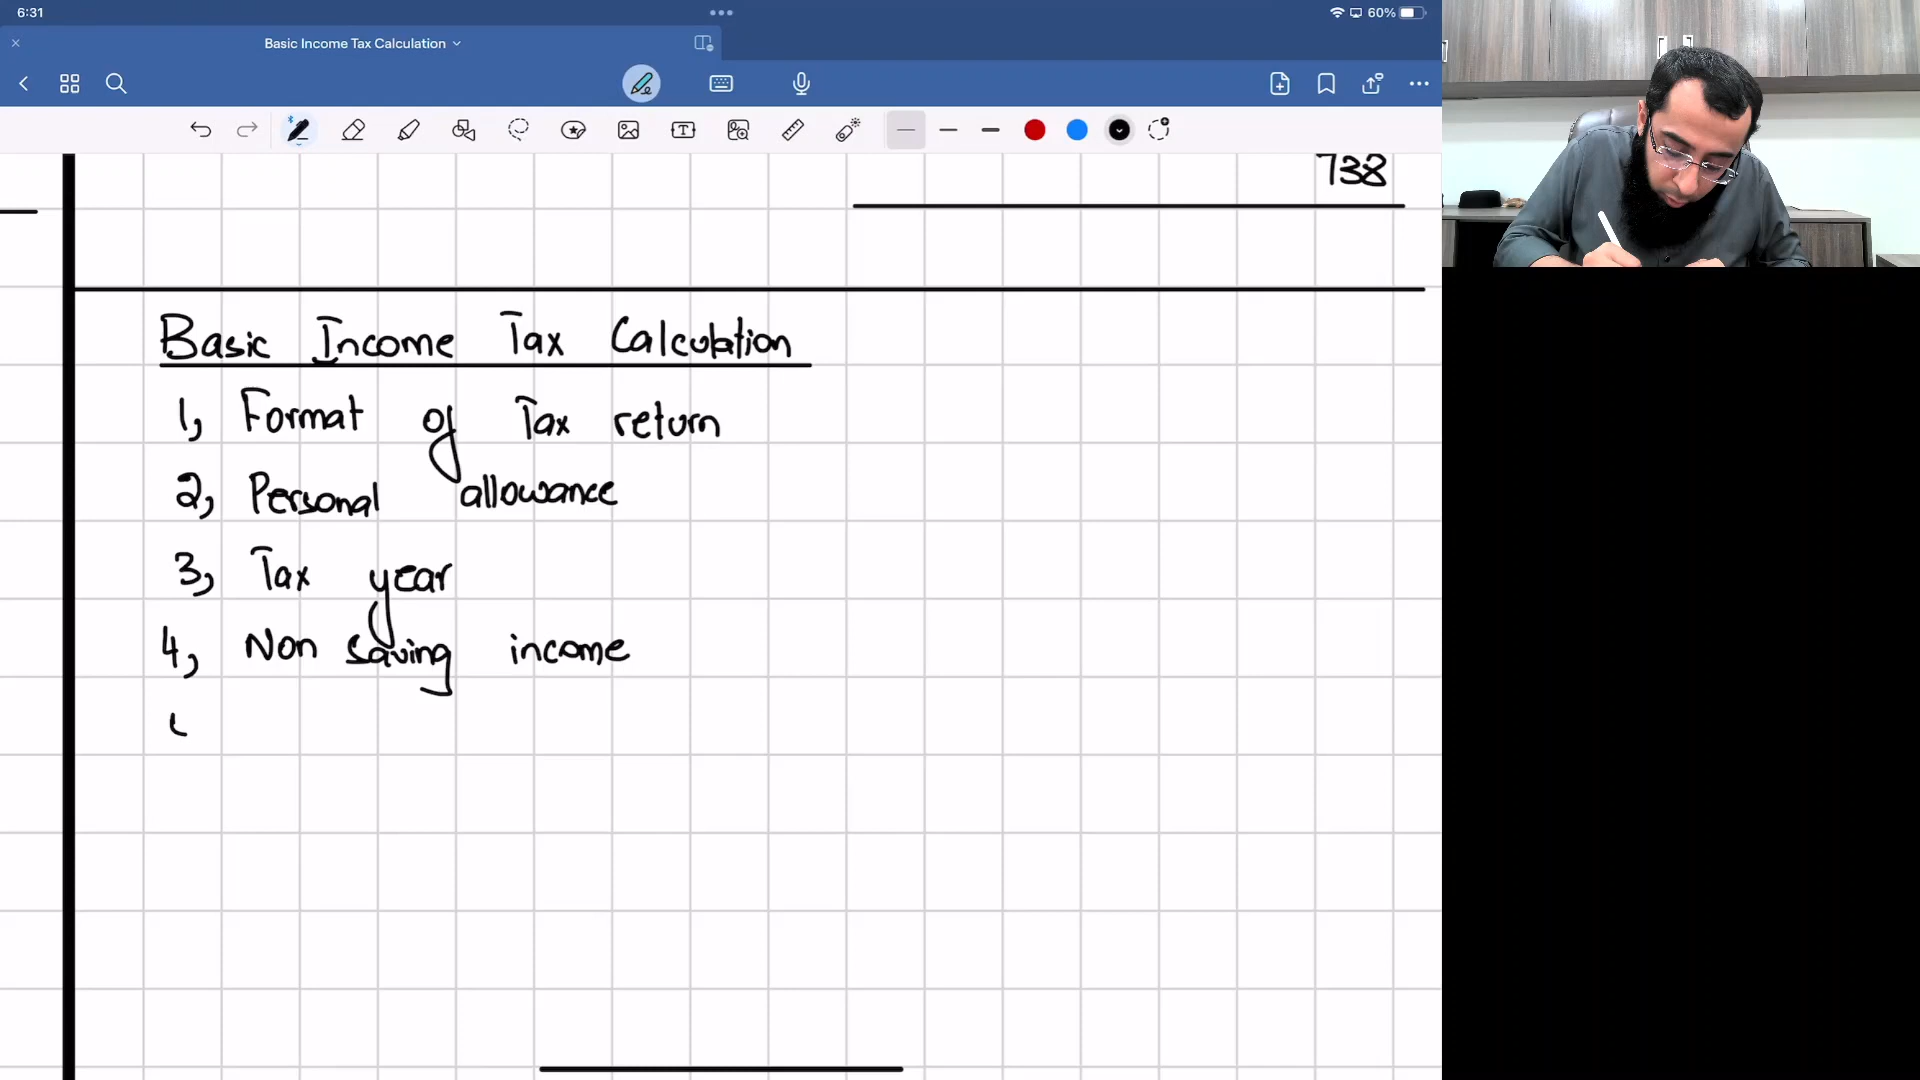 6:31
60%
Basic Income Tax Calculation
738
Basic Income Tax Calculation
1, Format of Tax return
2, Personal allowance
3, Tax year
4, Non saving income